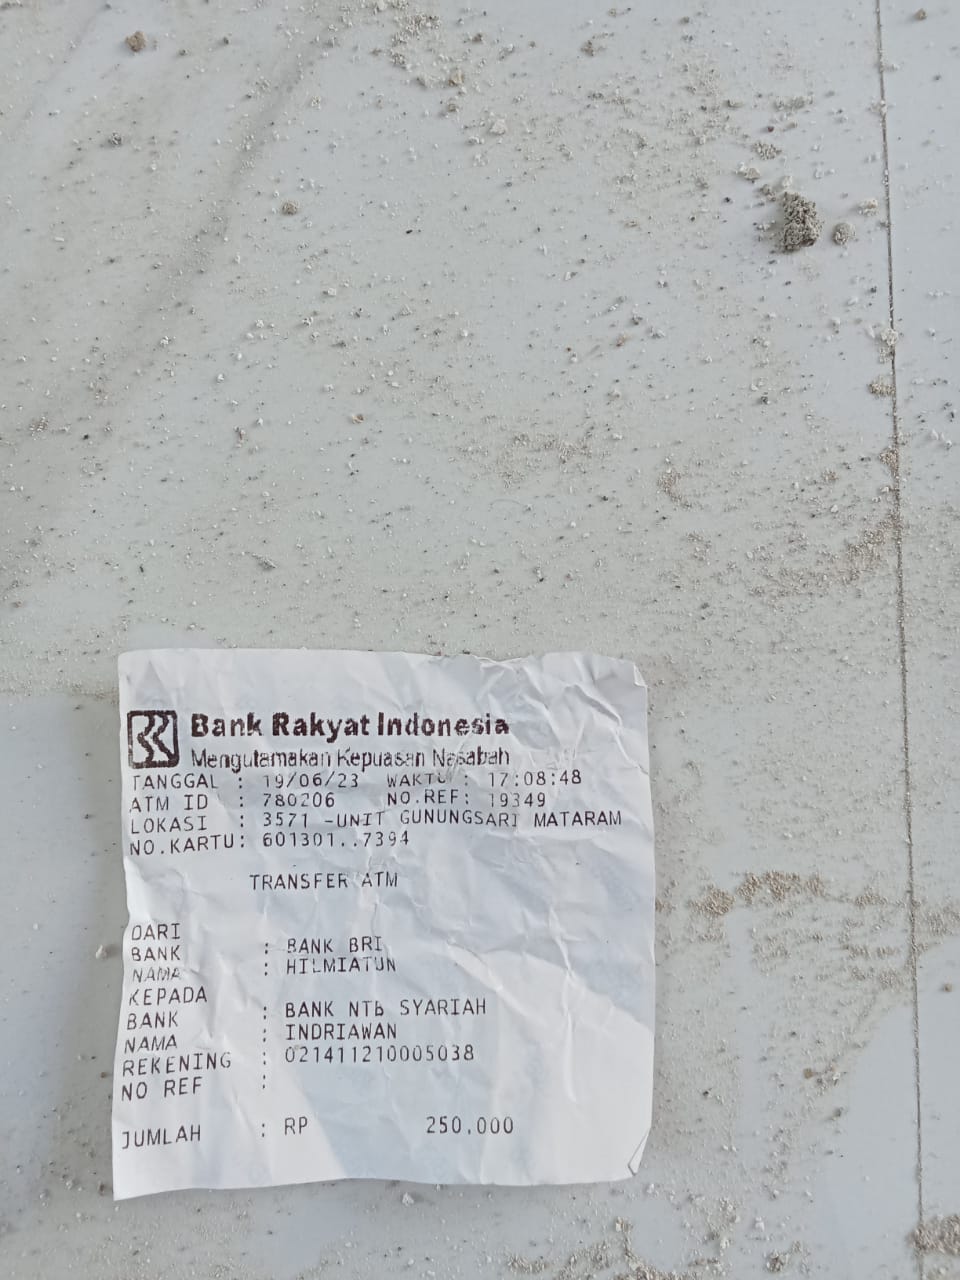 Bank Rakyat Indonesia
Mengutamakan Kepuasan Nasabah
TANGGAL : 19/06/23 WAKTU : 17:08:48
ATM ID : 780206 NO.REF: 19349
LOKASI : 3571 -UNIT GUNUNGSARI MATARAM
NO.KARTU: 601301..7394
TRANSFER ATM
DARI
BANK : BANK BRI
NAMA : HILMIATUN
KEPADA
BANK : BANK NTB SYARIAH
NAMA : INDRIAWAN
REKENING : 021411210005038
NO REF :
JUMLAH : RP 250,000